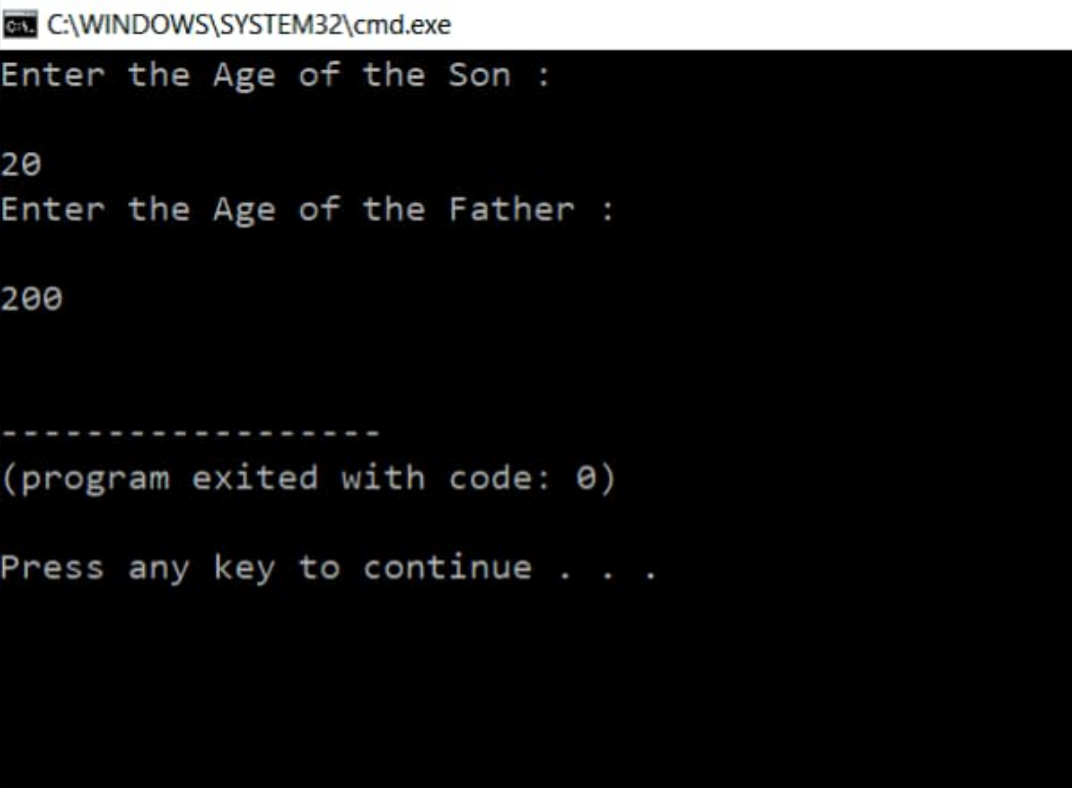 C:\WINDOWS\SYSTEM32\cmd.exe
Enter the Age of the Son :
20
Enter the Age of the Father :
200
------------------
(program exited with code: 0)
Press any key to continue . . .